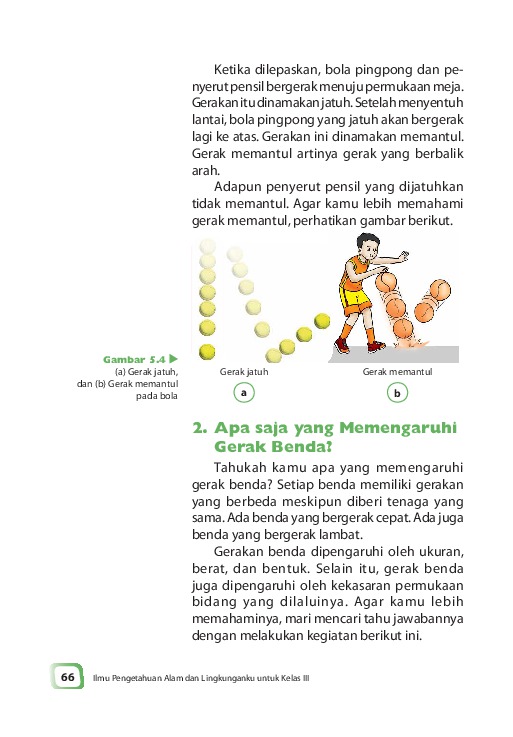 Ketika dilepaskan, bola pingpong dan pe-
nyerut pensil bergerak menuju permukaan meja.
Gerakan itu dinamakan jatuh. Setelah menyentuh
lantai, bola pingpong yang jatuh akan bergerak
lagi ke atas. Gerakan ini dinamakan memantul.
Gerak memantul artinya gerak yang berbalik
arah.
Adapun penyerut pensil yang dijatuhkan
tidak memantul. Agar kamu lebih memahami
gerak memantul, perhatikan gambar berikut.
Gambar 5.4
(a) Gerak jatuh,
dan (b) Gerak memantul
pada bola
Gerak jatuh
a
Gerak memantul
b
2. Apa saja yang Memengaruhi
Gerak Benda?
Tahukah kamu apa yang memengaruhi
gerak benda? Setiap benda memiliki gerakan
yang berbeda meskipun diberi tenaga yang
sama. Ada benda yang bergerak cepat. Ada juga
benda yang bergerak lambat.
Gerakan benda dipengaruhi oleh ukuran,
berat, dan bentuk. Selain itu, gerak benda
juga dipengaruhi oleh kekasaran permukaan
bidang yang dilaluinya. Agar kamu lebih
memahaminya, mari mencari tahu jawabannya
dengan melakukan kegiatan berikut ini.
66 Ilmu Pengetahuan Alam dan Lingkunganku untuk Kelas III